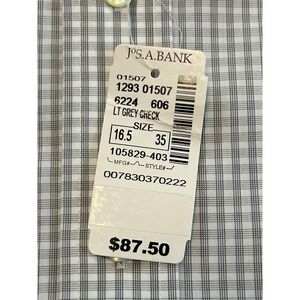 JoS.A.BANK
01507
1293 01507
6224 606
LT GREY CHECK
SIZE
16.5 35
105829-403
MFG# STYLE#
007830370222
$87.50